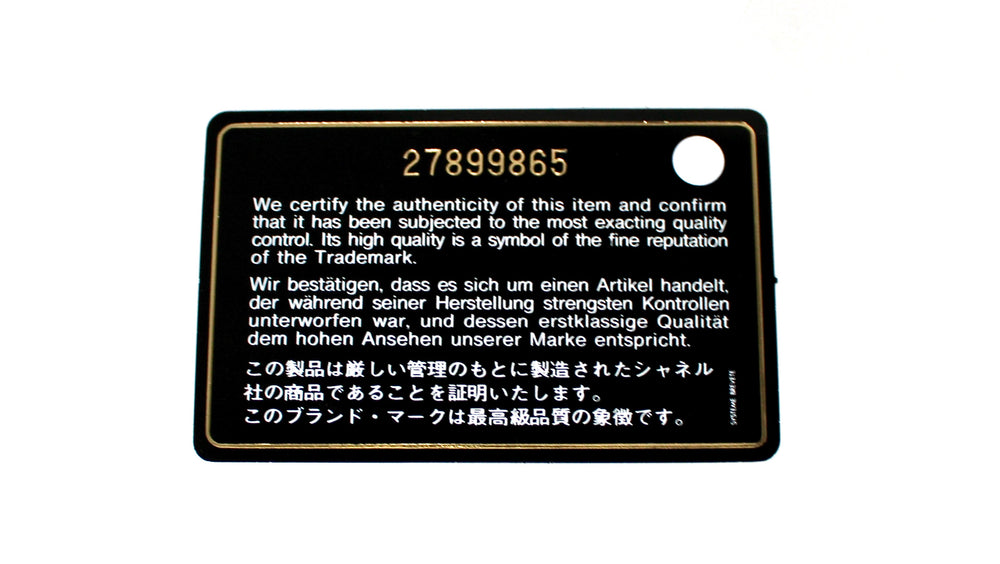 27899865
We certify the authenticity of this item and confirm
that it has been subjected to the most exacting quality
control. Its high quality is a symbol of the fine reputation
of the Trademark.
Wir bestätigen, dass es sich um einen Artikel handelt,
der während seiner Herstellung strengsten Kontrollen
unterworfen war, und dessen erstklassige Qualität
dem hohen Ansehen unserer Marke entspricht.
この製品は厳しい管理のもとに製造されたシャネル
社の商品であることを証明いたします。
このブランド・マークは最高級品質の象徴です。
SYSTEME BREVETE